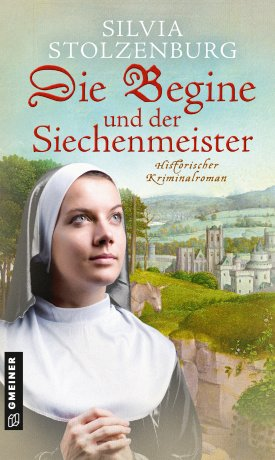 SILVIA
STOLZENBURG
Die Begine
und der
Siechenmeister
Historischer
Kriminalroman
GMEINER